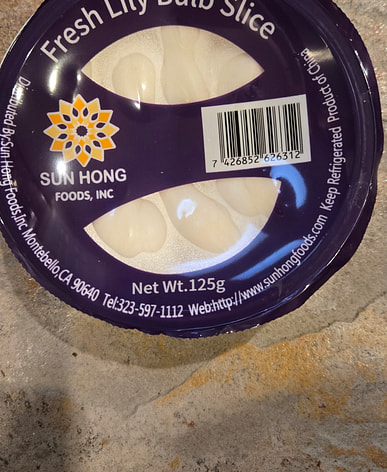 Fresh Lily Bulb Slice
SUN HONG
FOODS, INC
7 426852 626312
Net Wt.125g
Distributed By:Sun Hong Foods,Inc Montebello,CA 90640 Tel:323-597-1112 Web:http://www.sunhongfoods.com Keep Refrigerated Product of China